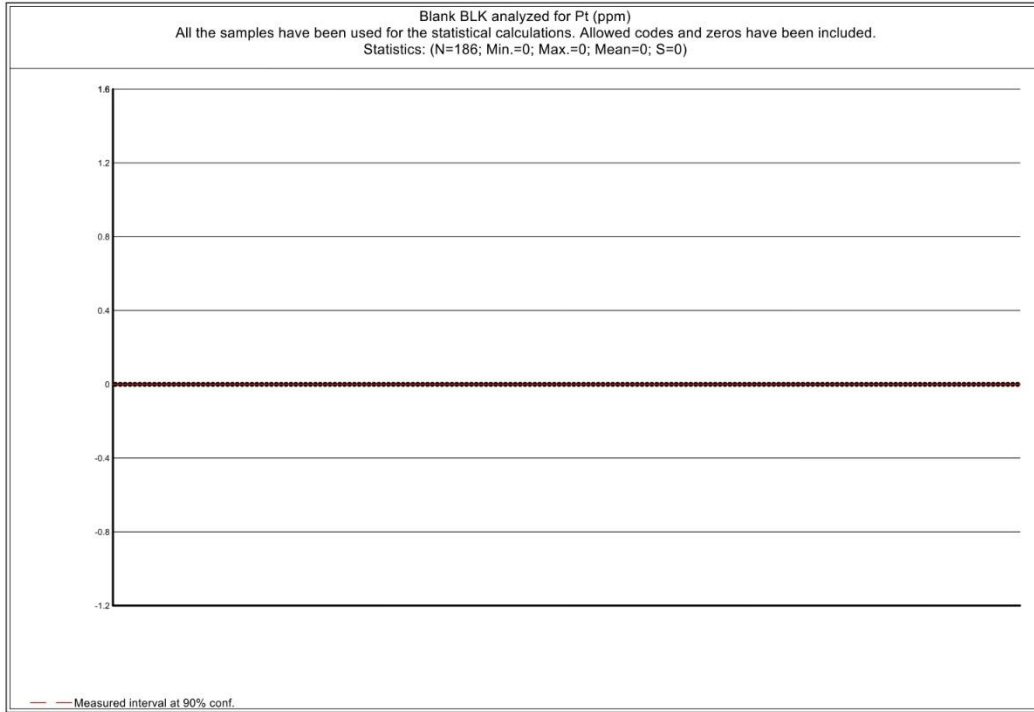 Blank BLK analyzed for Pt (ppm)
All the samples have been used for the statistical calculations. Allowed codes and zeros have been included.
Statistics: (N=186; Min.=0; Max.=0; Mean=0; S=0)
1.6
1.2
0.8
0.4
0
-0.4
-0.8
-1.2
Measured interval at 90% conf.